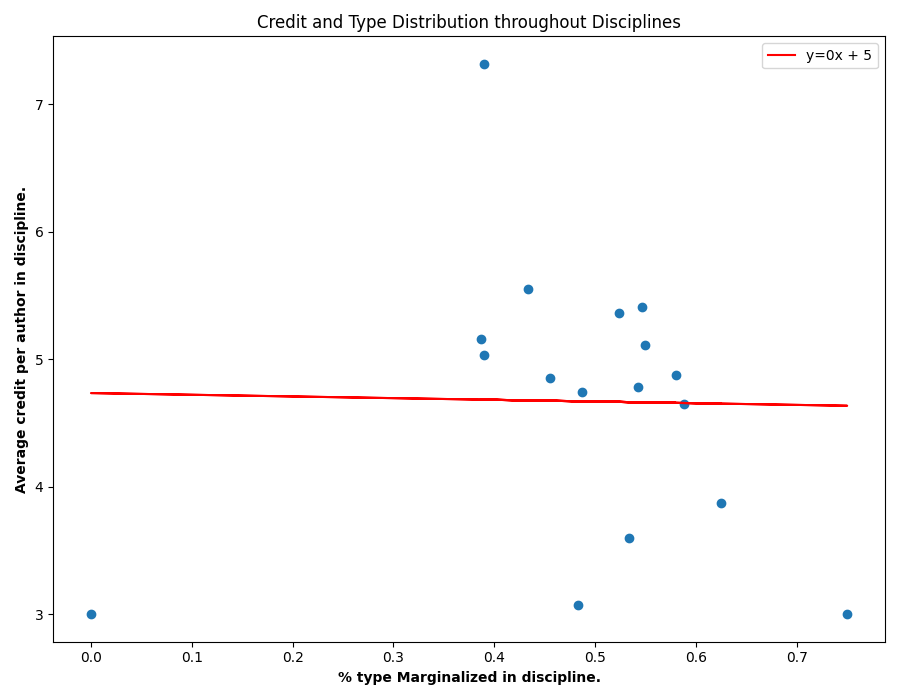 Credit and Type Distribution throughout Disciplines
y=0x + 5
7
6
5
4
3
Average credit per author in discipline.
0.0 0.1 0.2 0.3 0.4 0.5 0.6 0.7
% type Marginalized in discipline.